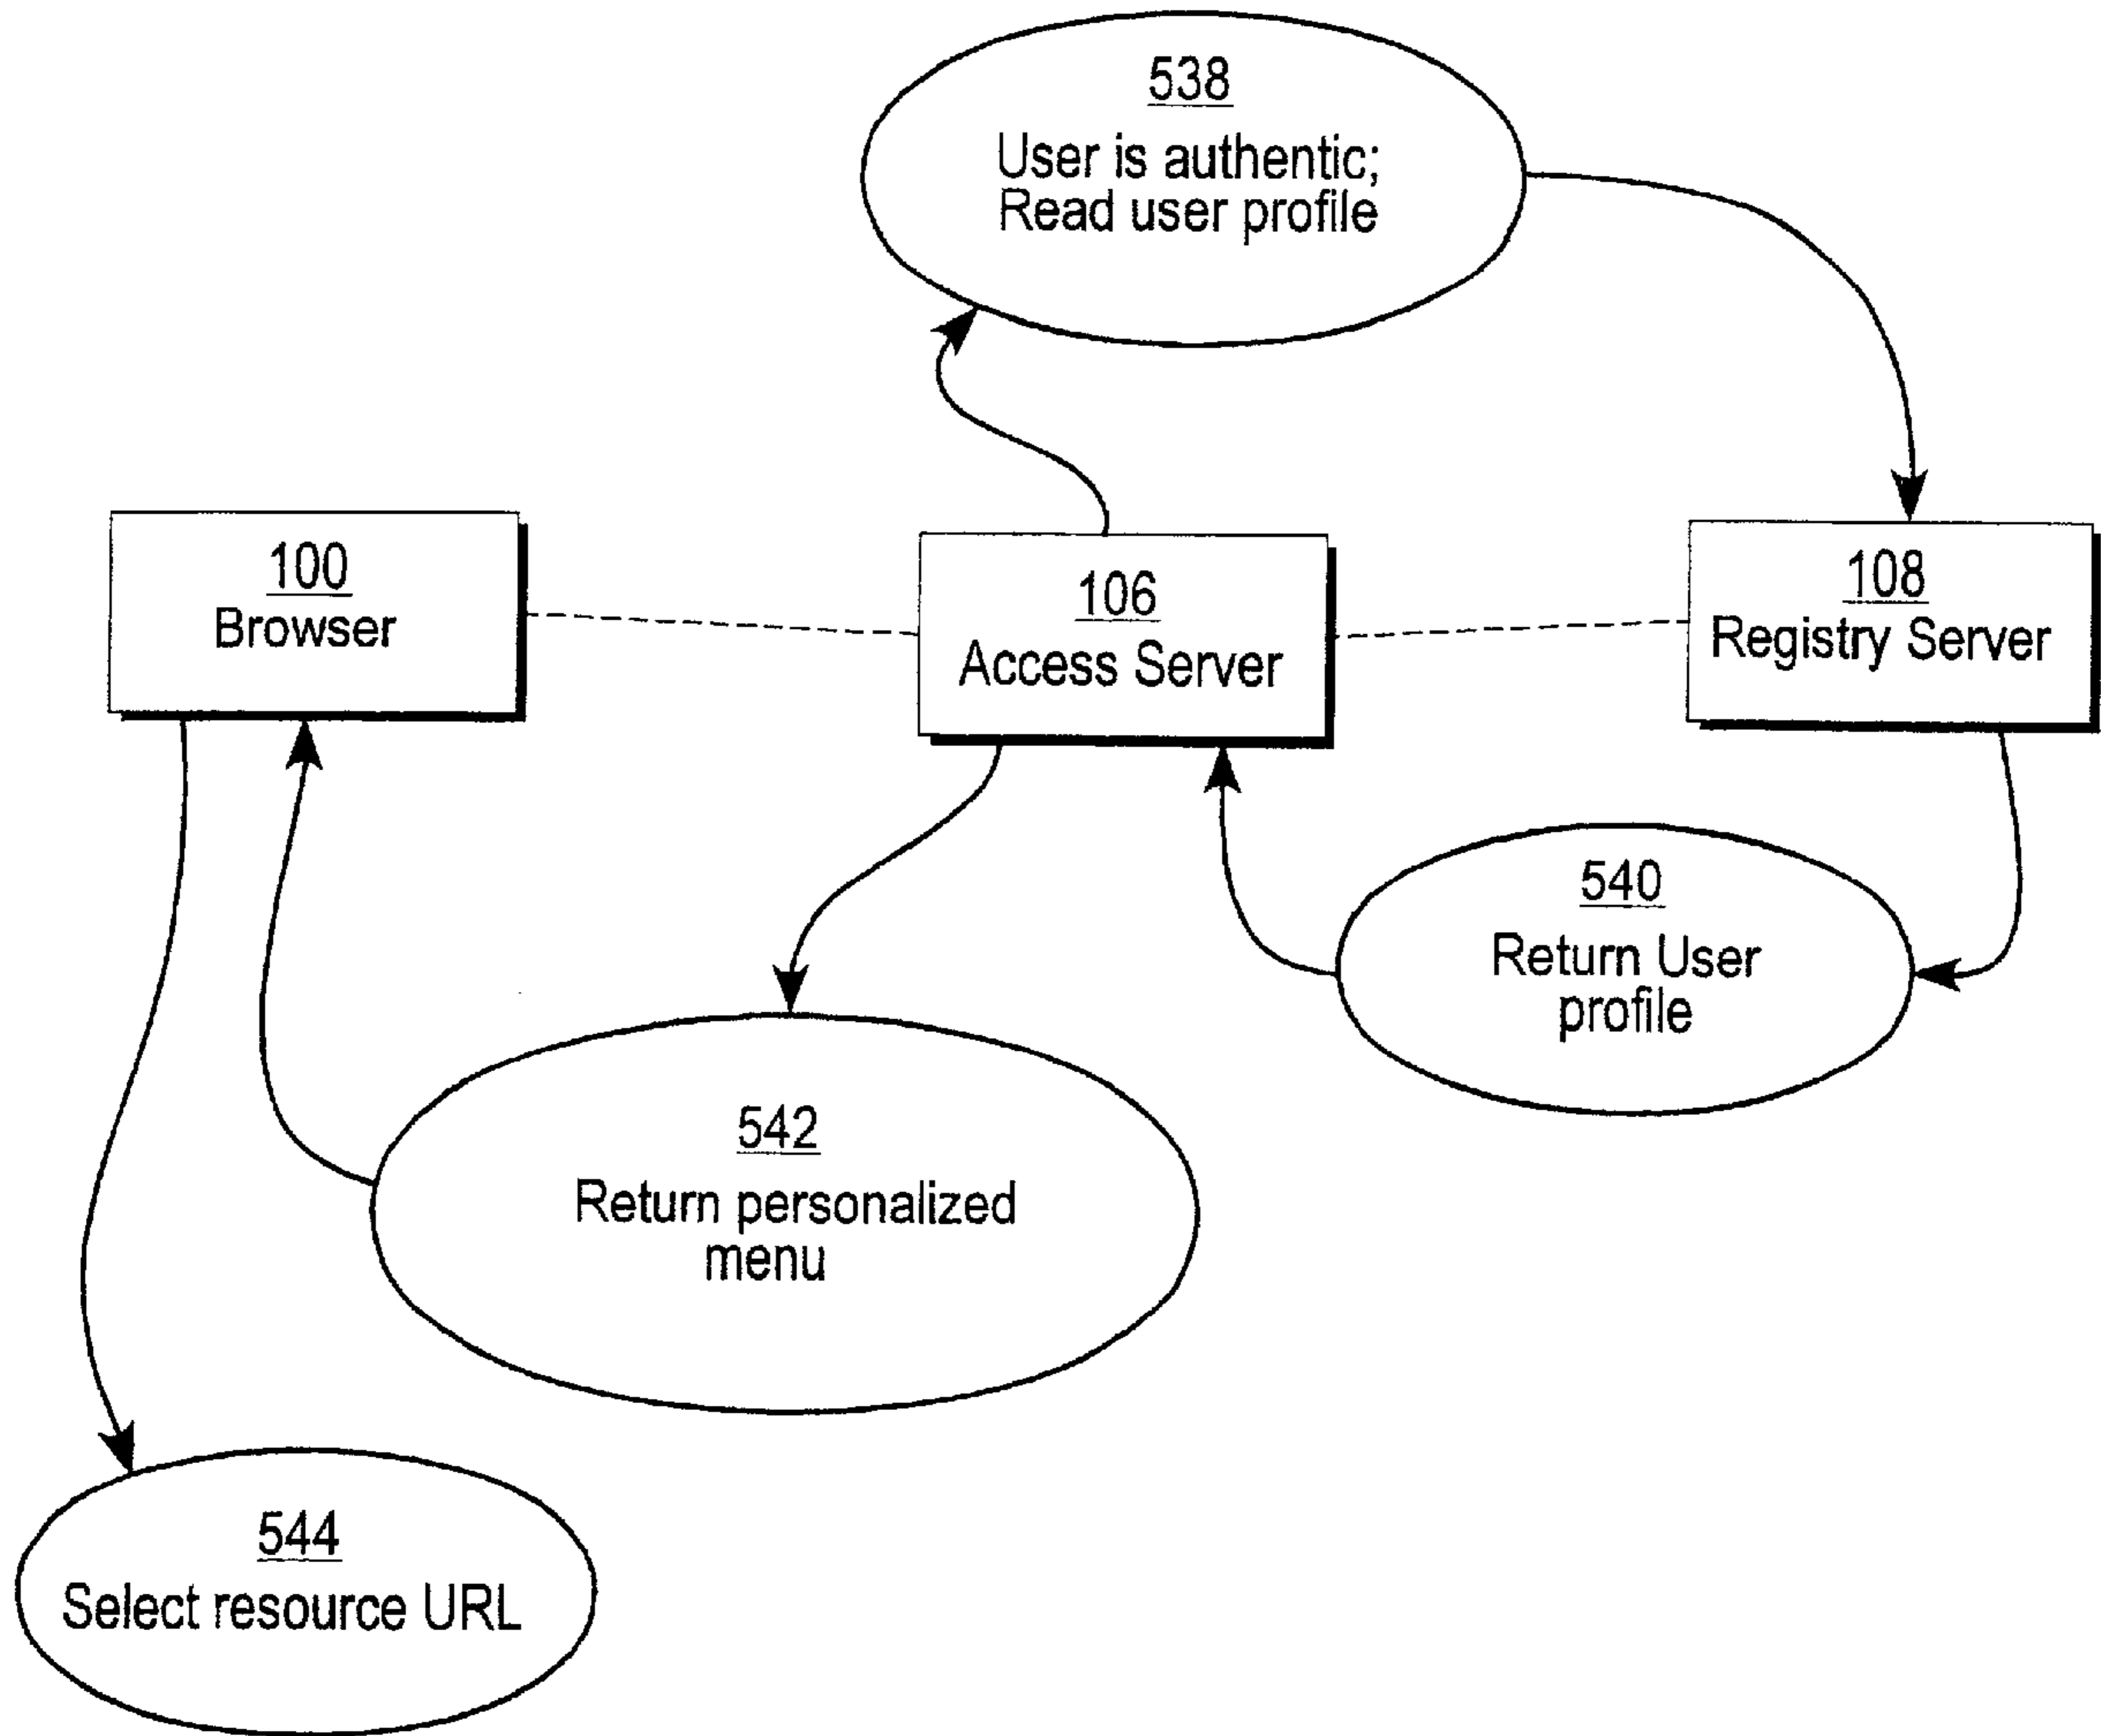 538
User is authentic;
Read user profile
100
Browser
106
Access Server
108
Registry Server
540
Return User
profile
542
Return personalized
menu
544
Select resource URL